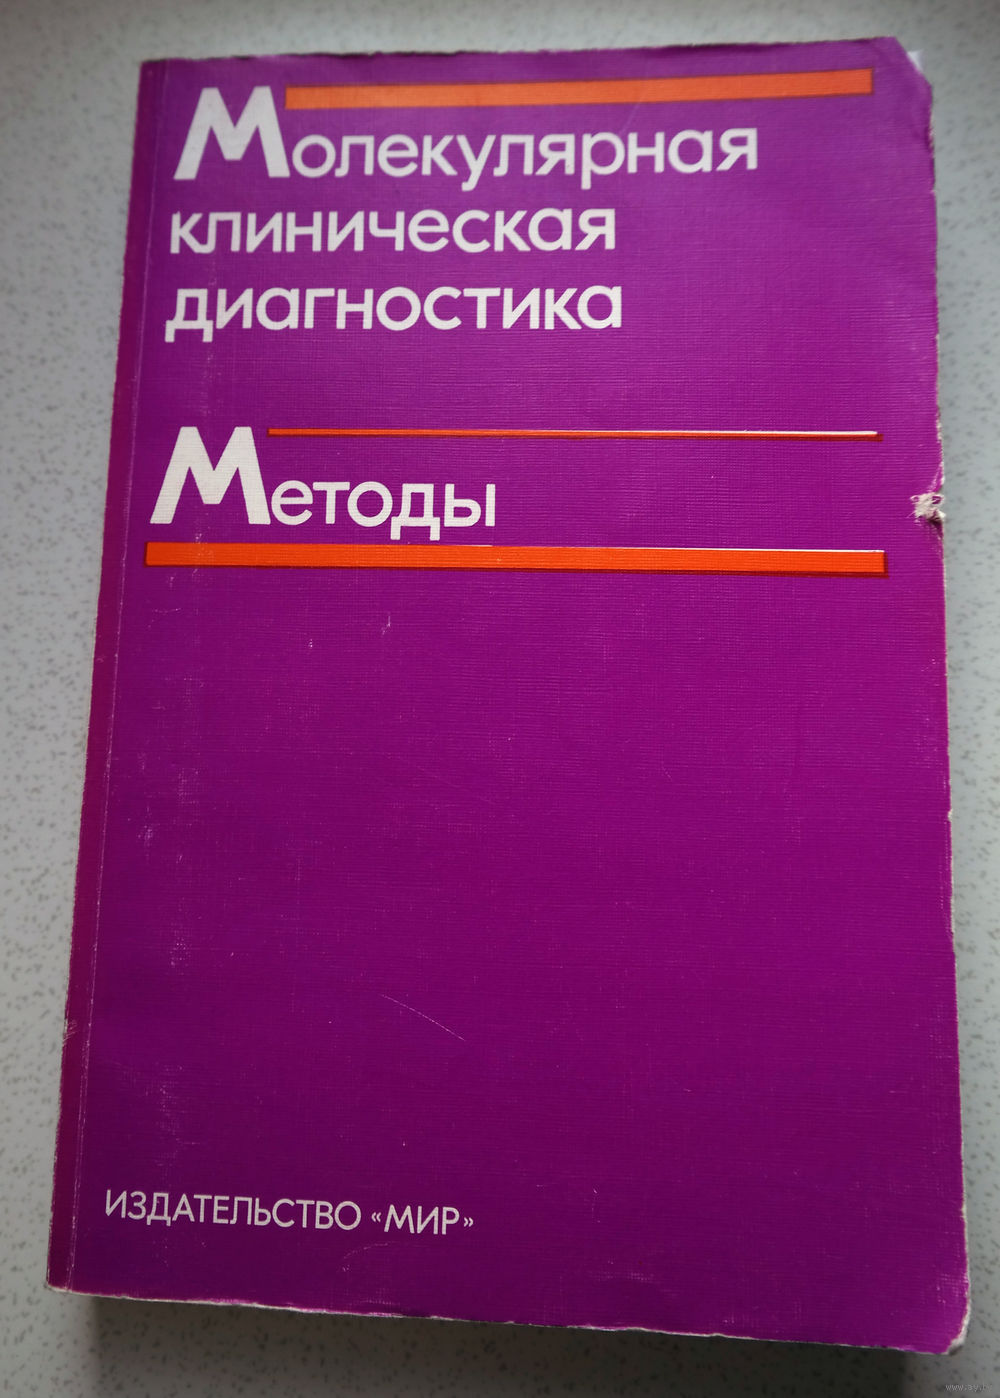 Молекулярная
клиническая
диагностика
Методы
ИЗДАТЕЛЬСТВО «МИР»